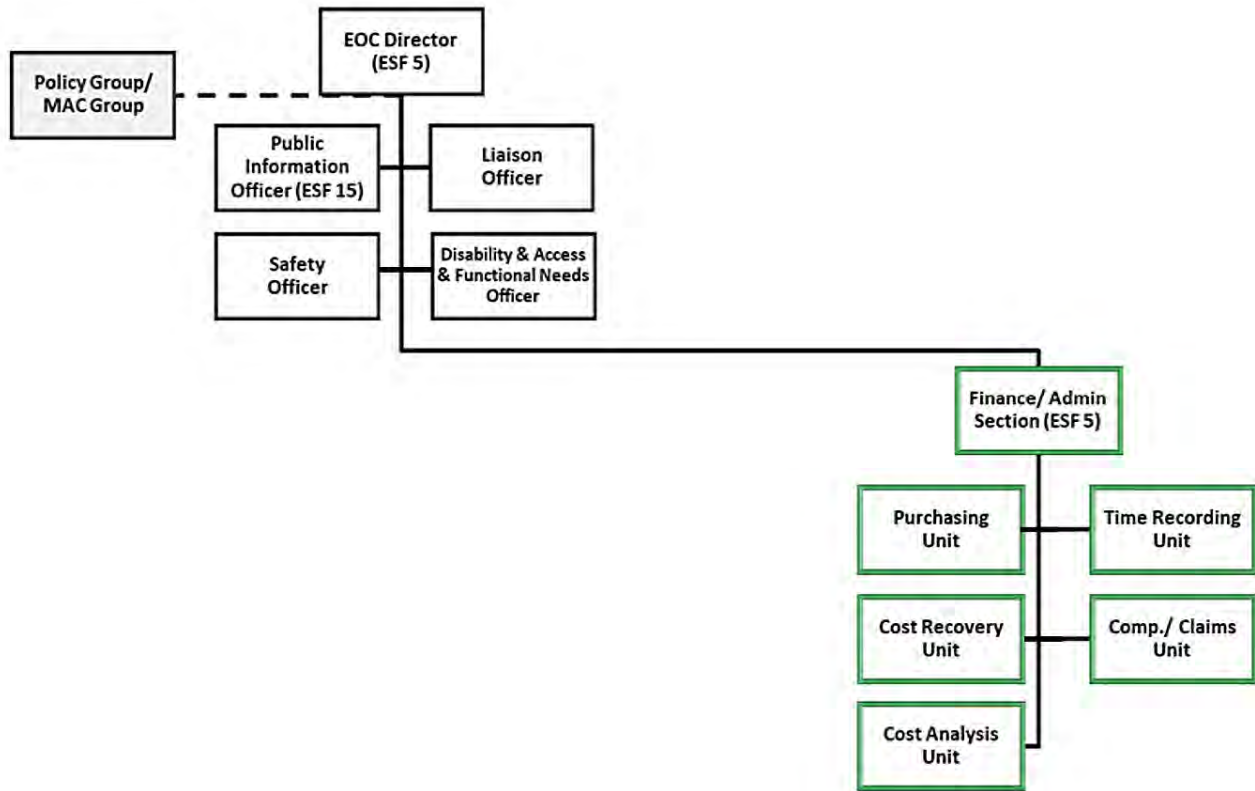 EOC Director
(ESF 5)
Policy Group/
MAC Group
Public
Information
Officer (ESF 15)
Liaison
Officer
Safety
Officer
Disability & Access
& Functional Needs
Officer
Finance/ Admin
Section (ESF 5)
Purchasing
Unit
Time Recording
Unit
Cost Recovery
Unit
Comp./ Claims
Unit
Cost Analysis
Unit